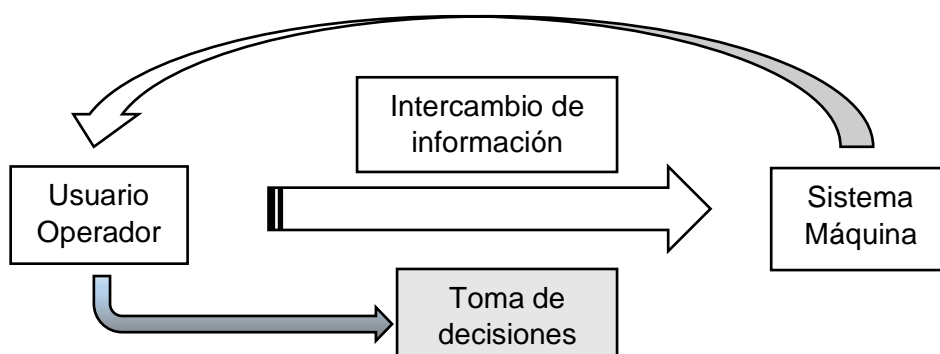 Intercambio de
información
Usuario
Operador
Sistema
Máquina
Toma de
decisiones